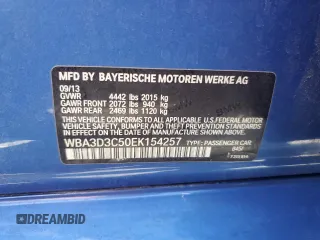 MFD BY BAYERISCHE MOTOREN WERKE AG
09/13
GVWR 4442 lbs 2015 kg
GAWR FRONT 2072 lbs 940 kg
GAWR REAR 2469 lbs 1120 kg
THIS VEHICLE CONFORMS TO ALL APPLICABLE
U.S. FEDERAL MOTOR VEHICLE SAFETY,
BUMPER, AND THEFT PREVENTION STANDARDS
IN EFFECT ON THE DATE OF
MANUFACTURE SHOWN ABOVE.
WBA3D3C50EK154257 TYPE: PASSENGER CAR
DREAMBID